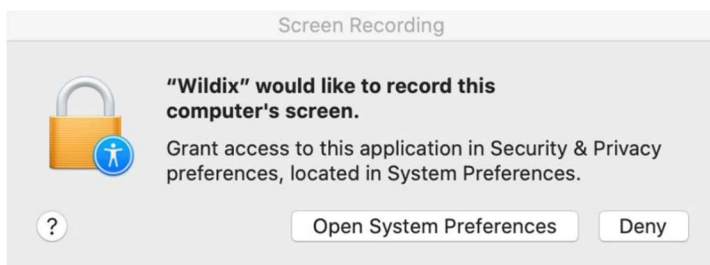 Screen Recording
“Wildix” would like to record this
computer's screen.
Grant access to this application in Security & Privacy
preferences, located in System Preferences.
?
Open System Preferences
Deny